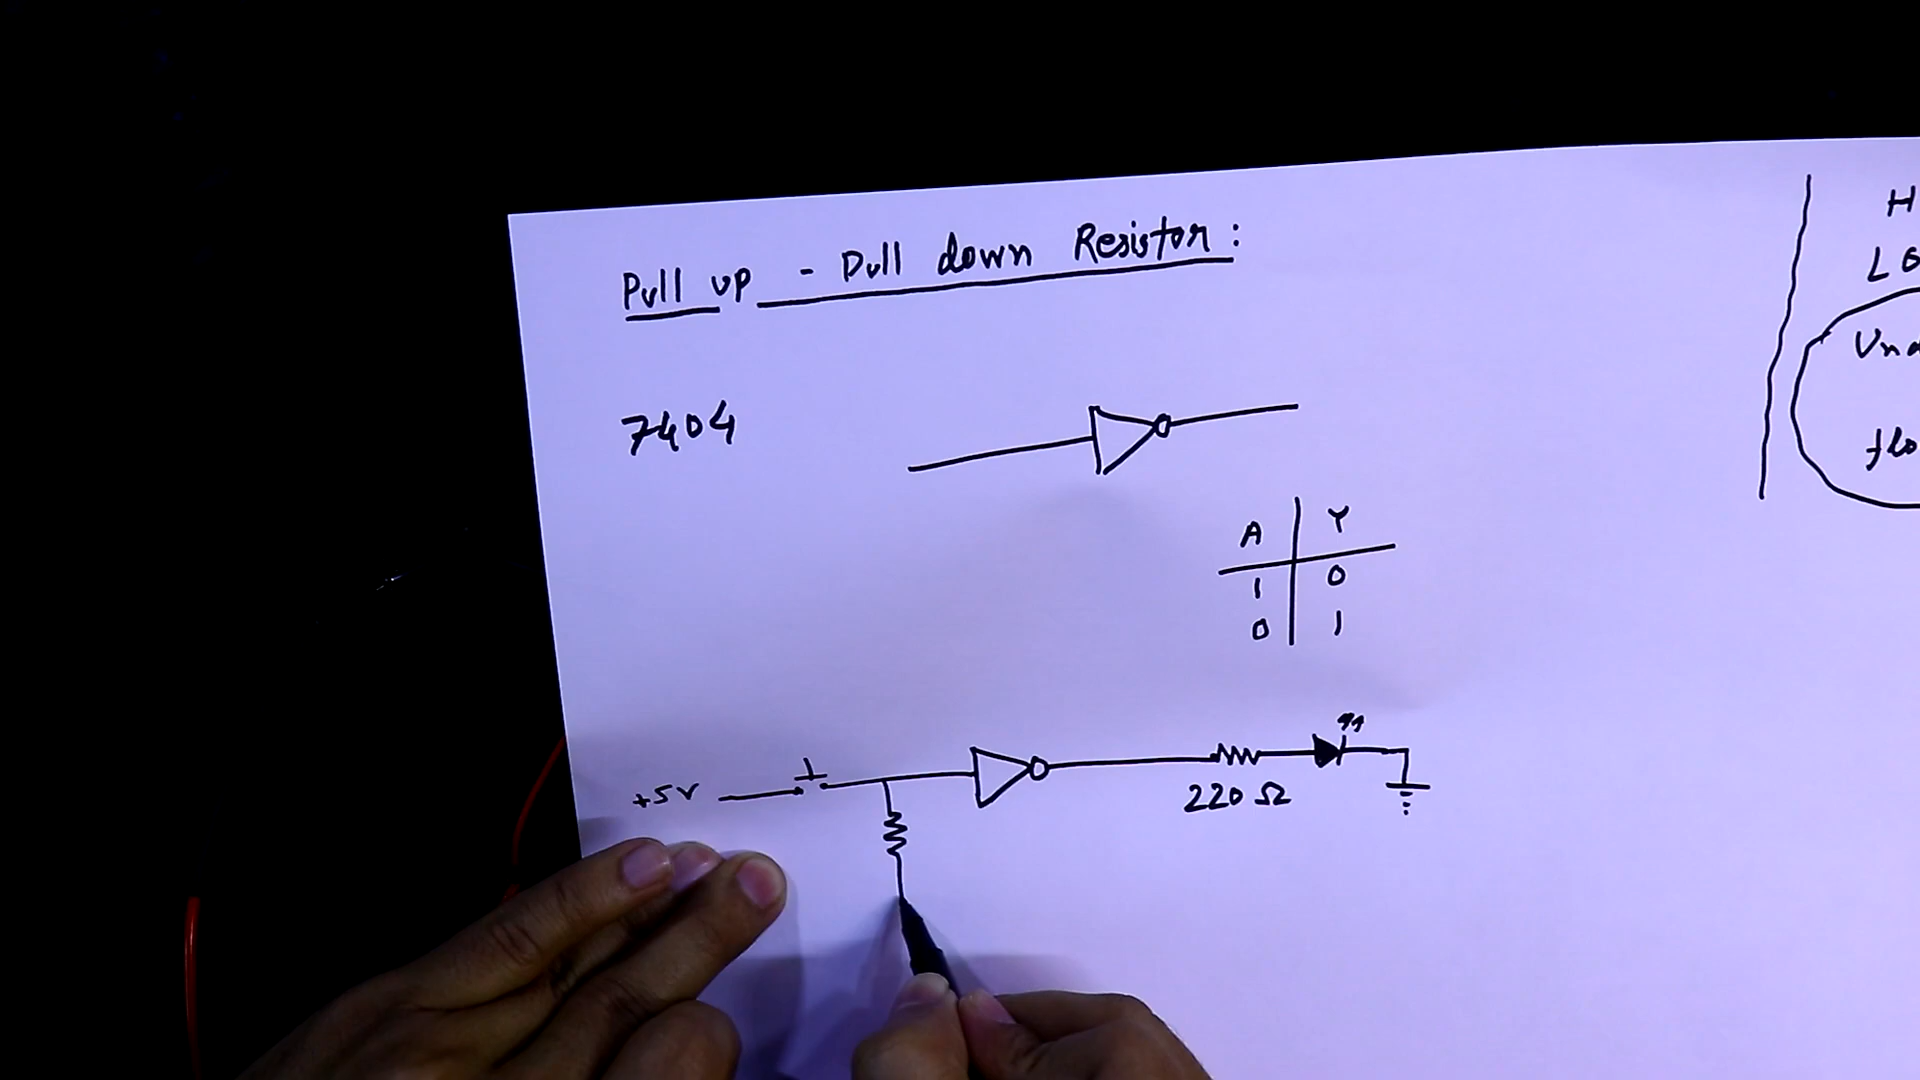 Pull up - Pull down Resistor:
7404
A Y
1 0
0 1
+5V
220 Ω
H